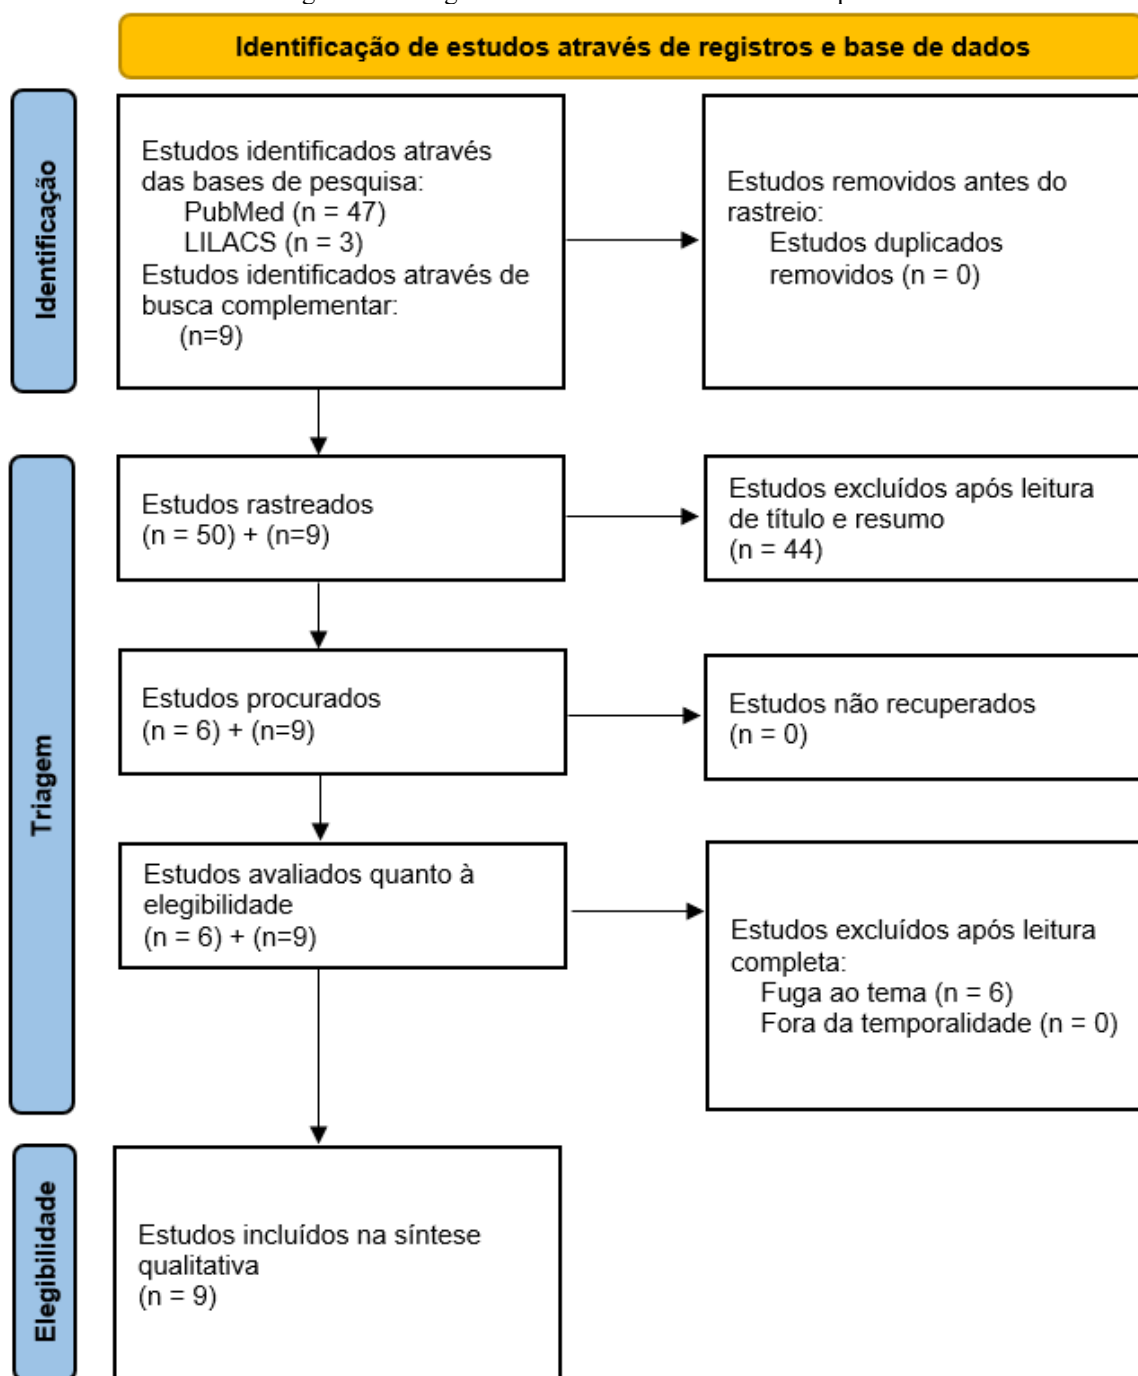 Identificação de estudos através de registros e base de dados
Identificação
Estudos identificados através
das bases de pesquisa:
PubMed (n = 47)
LILACS (n = 3)
Estudos identificados através de
busca complementar:
(n=9)
Estudos removidos antes do
rastreio:
Estudos duplicados
removidos (n = 0)
Triagem
Estudos rastreados
(n = 50) + (n=9)
Estudos excluídos após leitura
de título e resumo
(n = 44)
Estudos procurados
(n = 6) + (n=9)
Estudos não recuperados
(n = 0)
Estudos avaliados quanto à
elegibilidade
(n = 6) + (n=9)
Estudos excluídos após leitura
completa:
Fuga ao tema (n = 6)
Fora da temporalidade (n = 0)
Elegibilidade
Estudos incluídos na síntese
qualitativa
(n = 9)